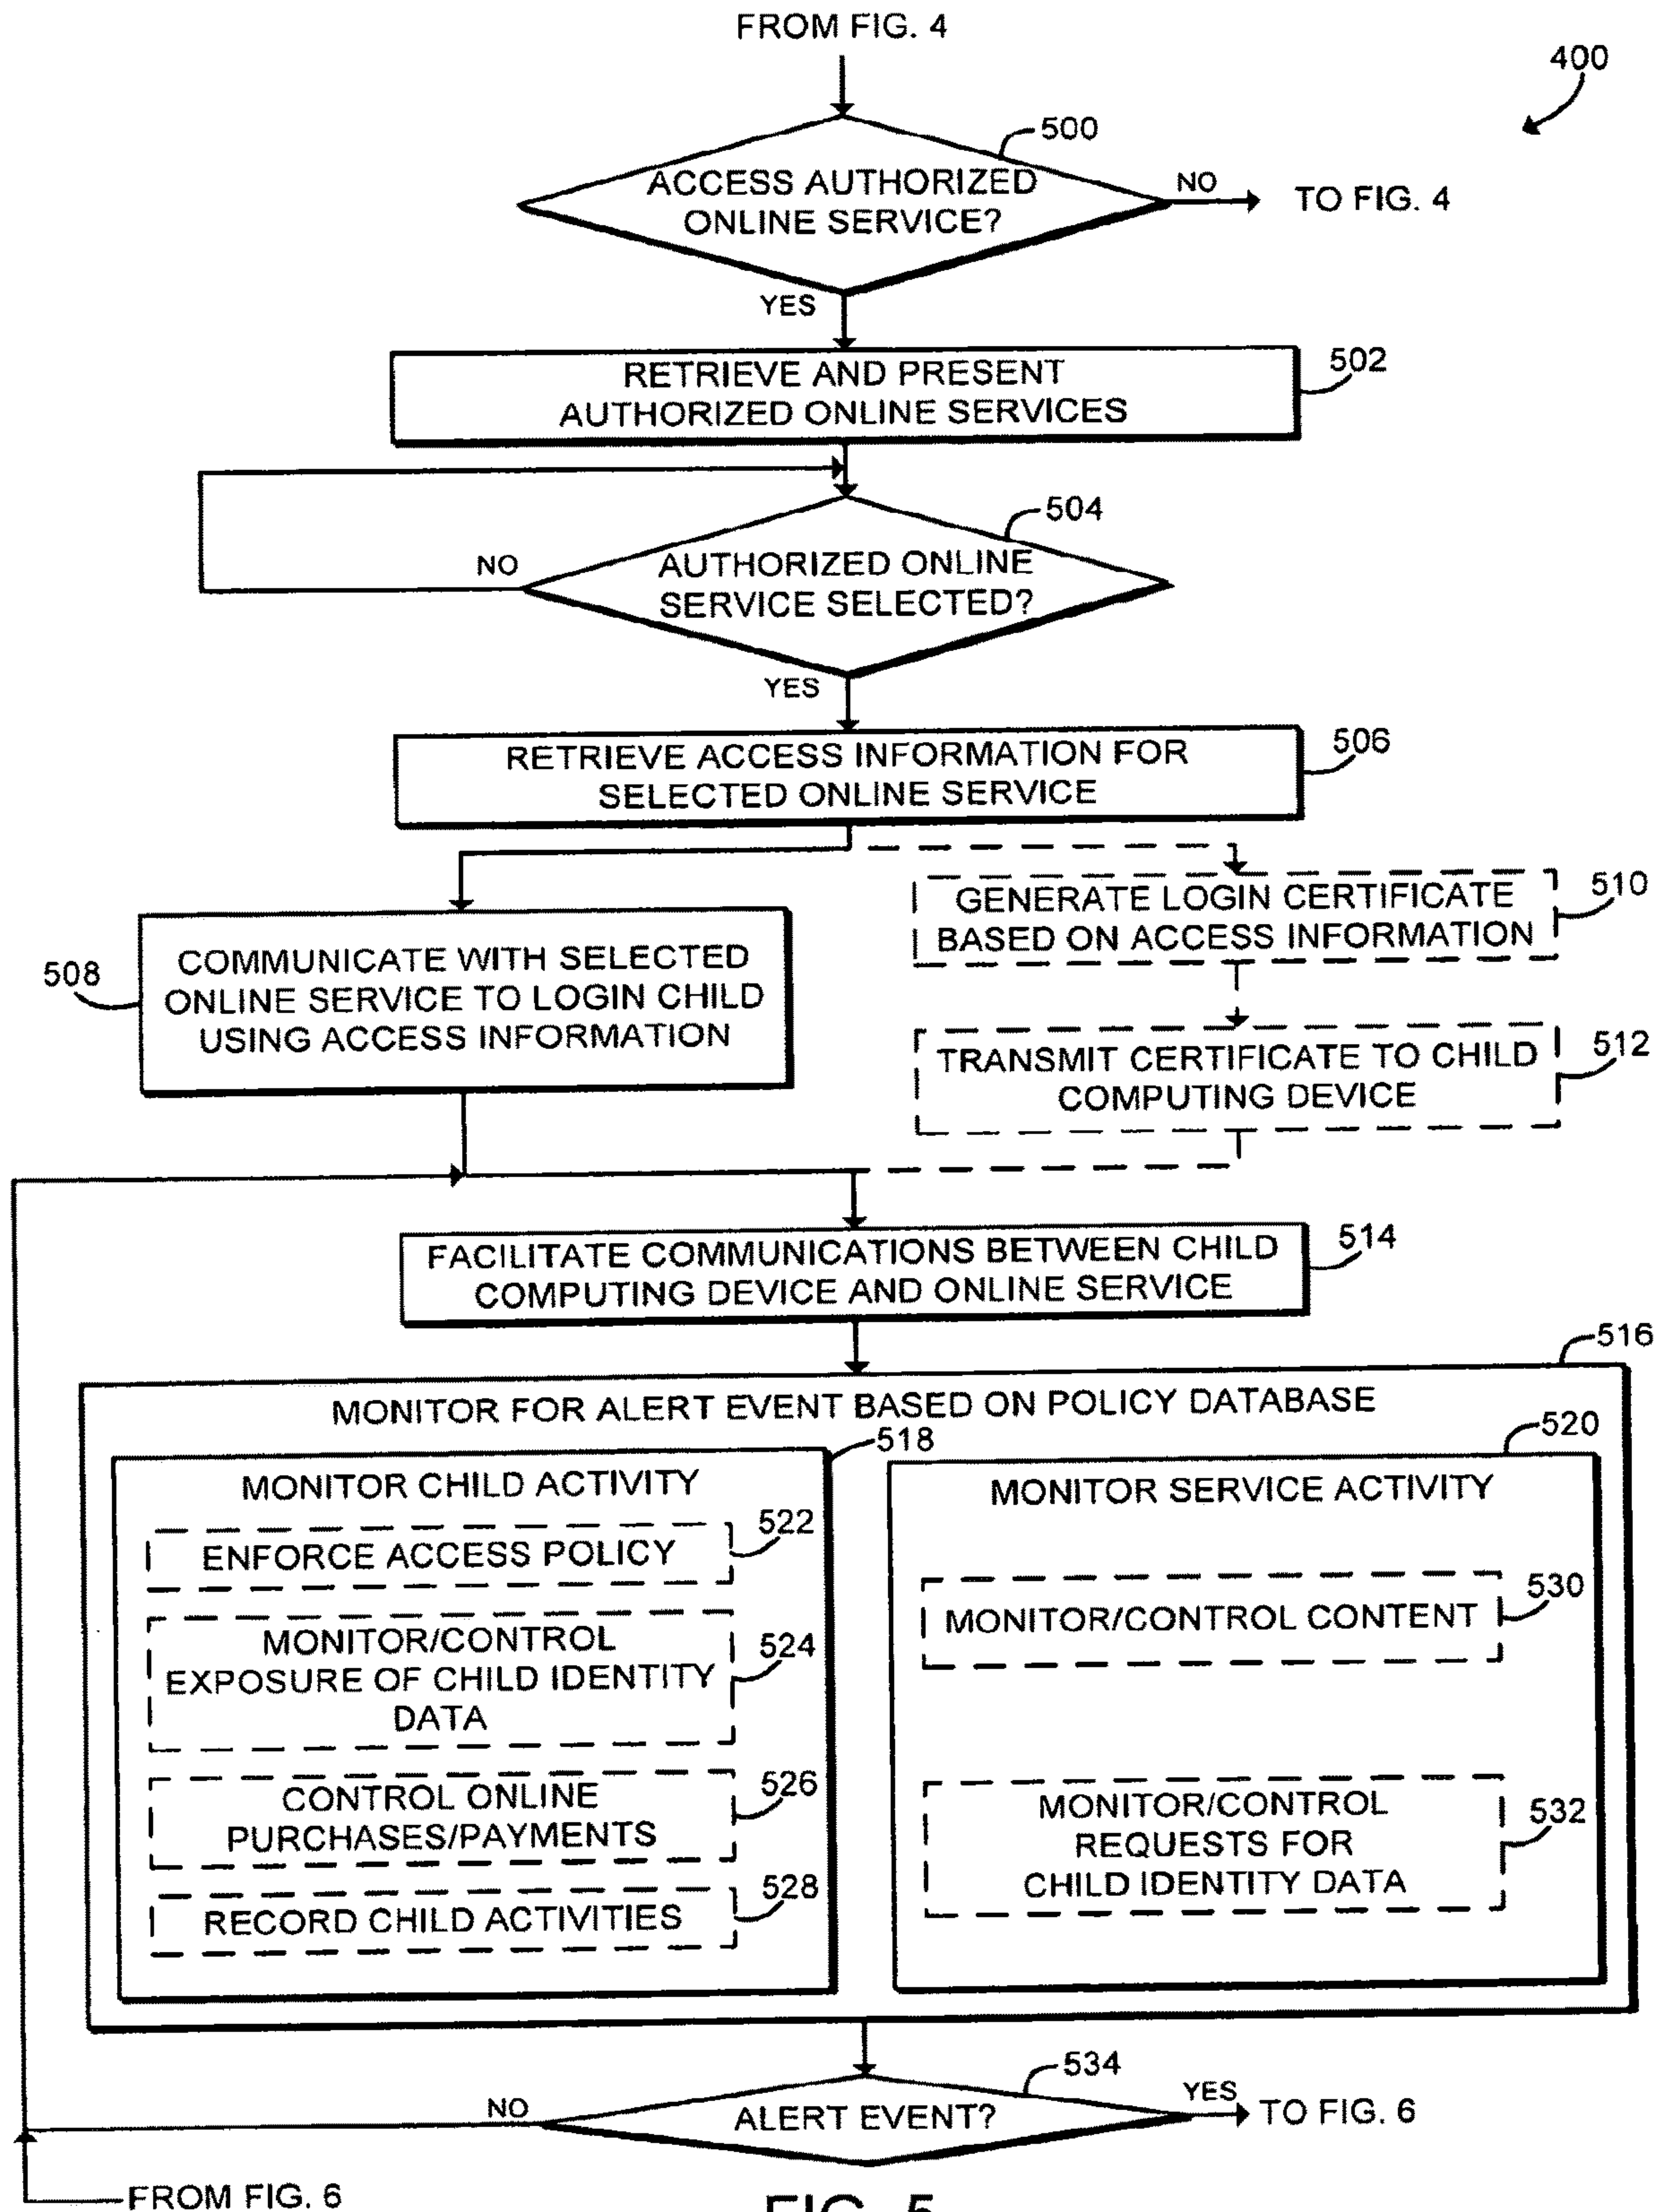 FROM FIG. 4
400
500
ACCESS AUTHORIZED
ONLINE SERVICE?
NO
TO FIG. 4
YES
RETRIEVE AND PRESENT
AUTHORIZED ONLINE SERVICES
502
504
AUTHORIZED ONLINE
SERVICE SELECTED?
NO
YES
RETRIEVE ACCESS INFORMATION FOR
SELECTED ONLINE SERVICE
506
508
COMMUNICATE WITH SELECTED
ONLINE SERVICE TO LOGIN CHILD
USING ACCESS INFORMATION
GENERATE LOGIN CERTIFICATE
BASED ON ACCESS INFORMATION
510
TRANSMIT CERTIFICATE TO CHILD
COMPUTING DEVICE
512
FACILITATE COMMUNICATIONS BETWEEN CHILD
COMPUTING DEVICE AND ONLINE SERVICE
514
516
MONITOR FOR ALERT EVENT BASED ON POLICY DATABASE
518
MONITOR CHILD ACTIVITY
ENFORCE ACCESS POLICY
522
MONITOR/CONTROL
EXPOSURE OF CHILD IDENTITY
DATA
524
CONTROL ONLINE
PURCHASES/PAYMENTS
526
RECORD CHILD ACTIVITIES
528
520
MONITOR SERVICE ACTIVITY
MONITOR/CONTROL CONTENT
530
MONITOR/CONTROL
REQUESTS FOR
CHILD IDENTITY DATA
532
534
ALERT EVENT?
NO
YES
TO FIG. 6
FROM FIG. 6
FIG. 5